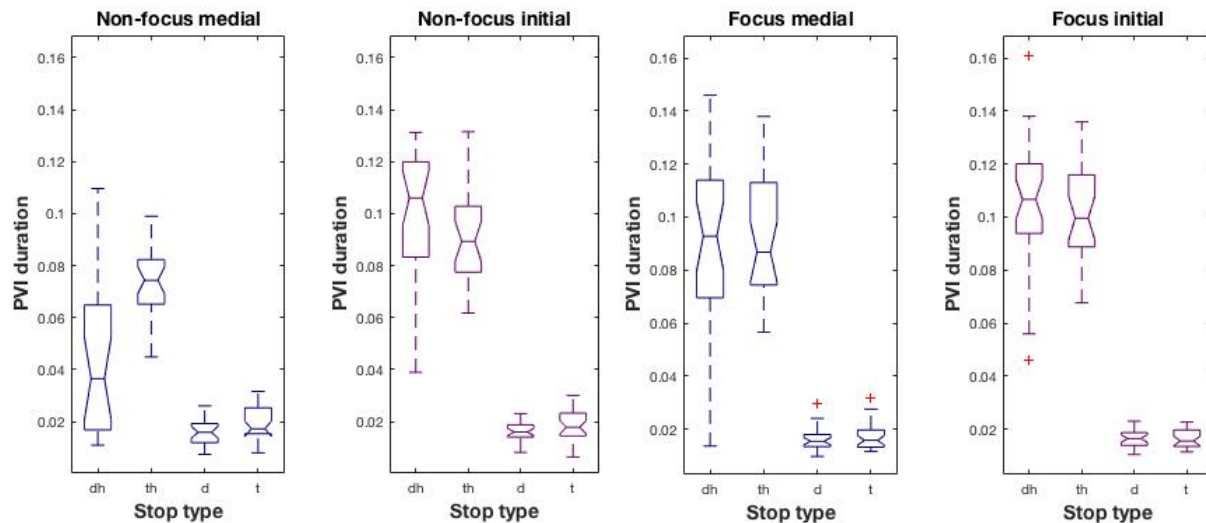 Non-focus medial
0.16
0.14
0.12
0.1
0.08
0.06
0.04
0.02
PVI duration
dh th d t
Stop type
Non-focus initial
0.16
0.14
0.12
0.1
0.08
0.06
0.04
0.02
PVI duration
dh th d t
Stop type
Focus medial
0.16
0.14
0.12
0.1
0.08
0.06
0.04
0.02
PVI duration
dh th d t
Stop type
Focus initial
0.16
0.14
0.12
0.1
0.08
0.06
0.04
0.02
PVI duration
dh th d t
Stop type